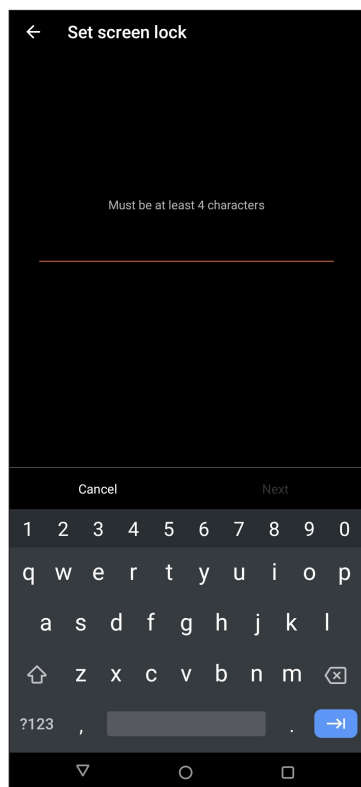 Set screen lock
Must be at least 4 characters
Cancel Next
1 2 3 4 5 6 7 8 9 0
q w e r t y u i o p
a s d f g h j k l
z x c v b n m
?123 , .